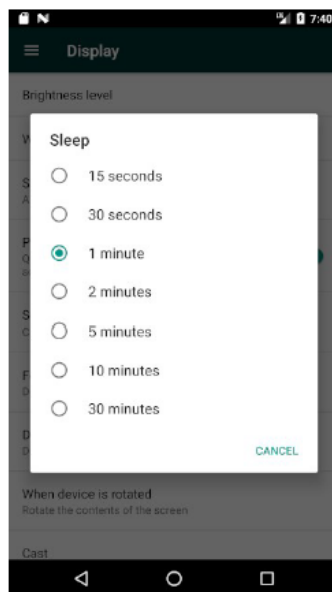 7:40
Display
Brightness level
Sleep
15 seconds
30 seconds
1 minute
2 minutes
5 minutes
10 minutes
30 minutes
CANCEL
When device is rotated
Rotate the contents of the screen
Cast